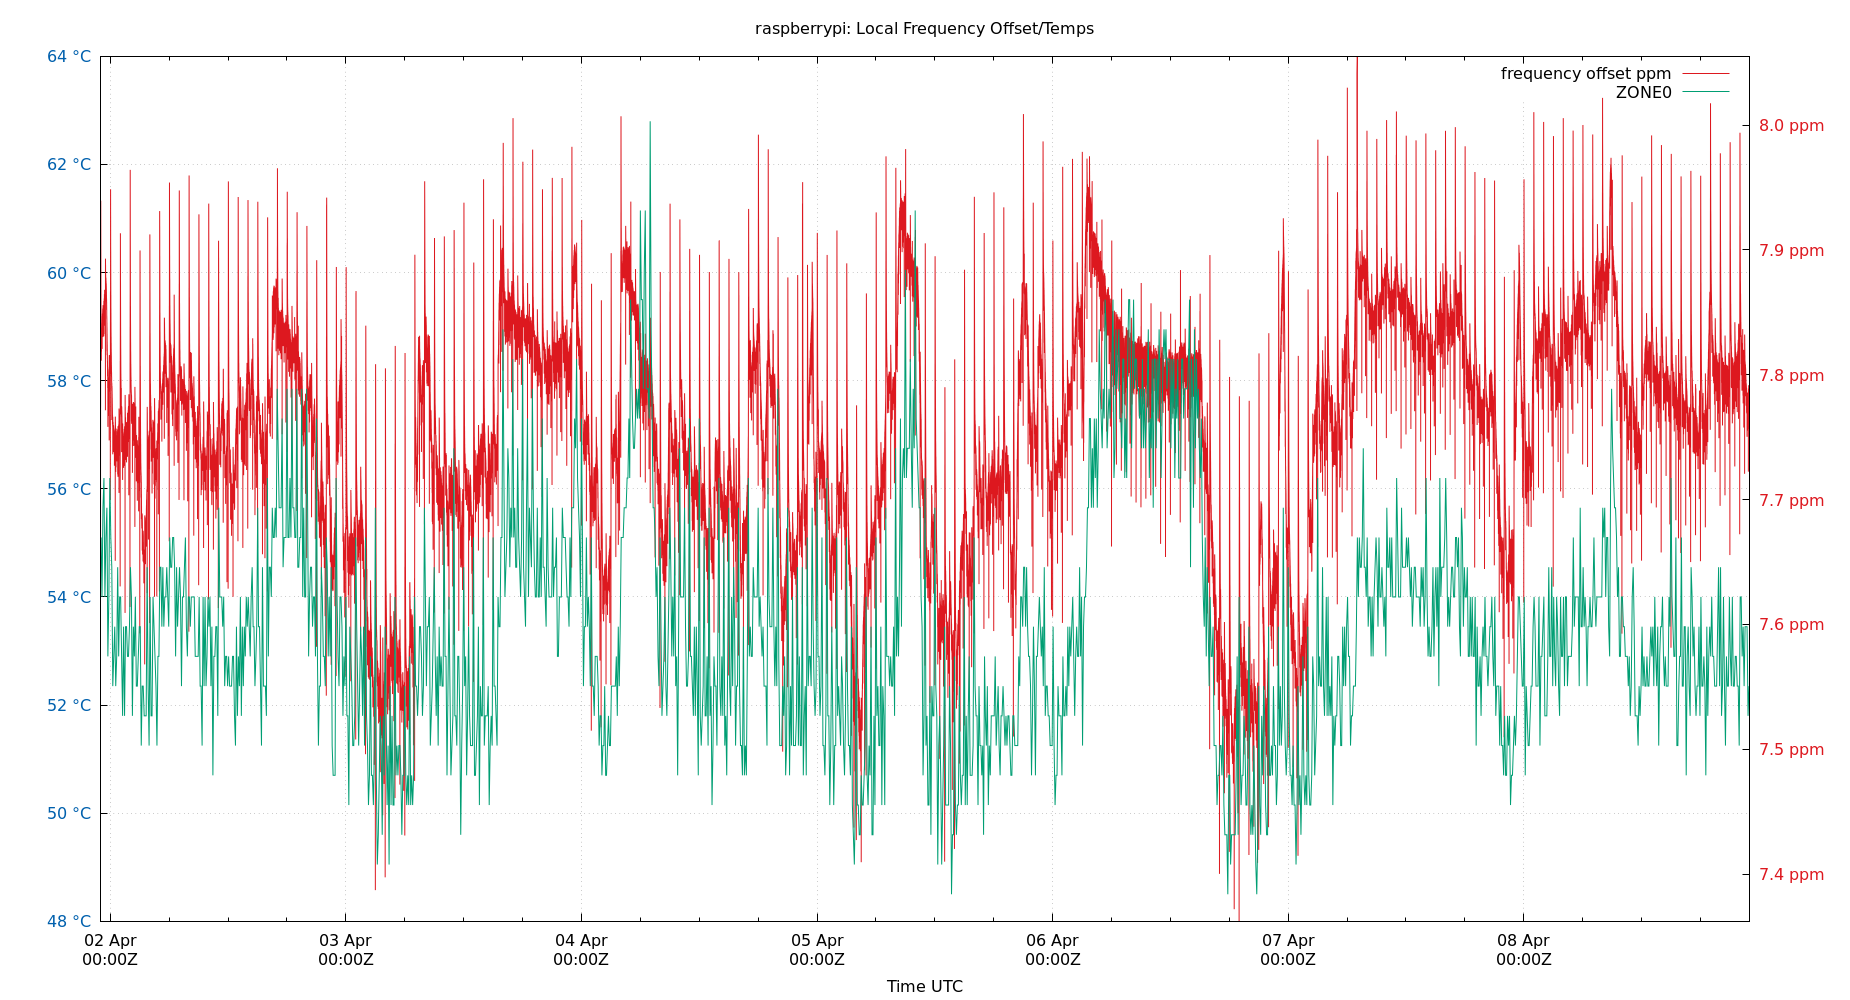 raspberrypi: Local Frequency Offset/Temps
64 °C
62 °C
60 °C
58 °C
56 °C
54 °C
52 °C
50 °C
48 °C
frequency offset ppm
ZONE0
8.0 ppm
7.9 ppm
7.8 ppm
7.7 ppm
7.6 ppm
7.5 ppm
7.4 ppm
02 Apr
00:00Z
03 Apr
00:00Z
04 Apr
00:00Z
05 Apr
00:00Z
06 Apr
00:00Z
07 Apr
00:00Z
08 Apr
00:00Z
Time UTC